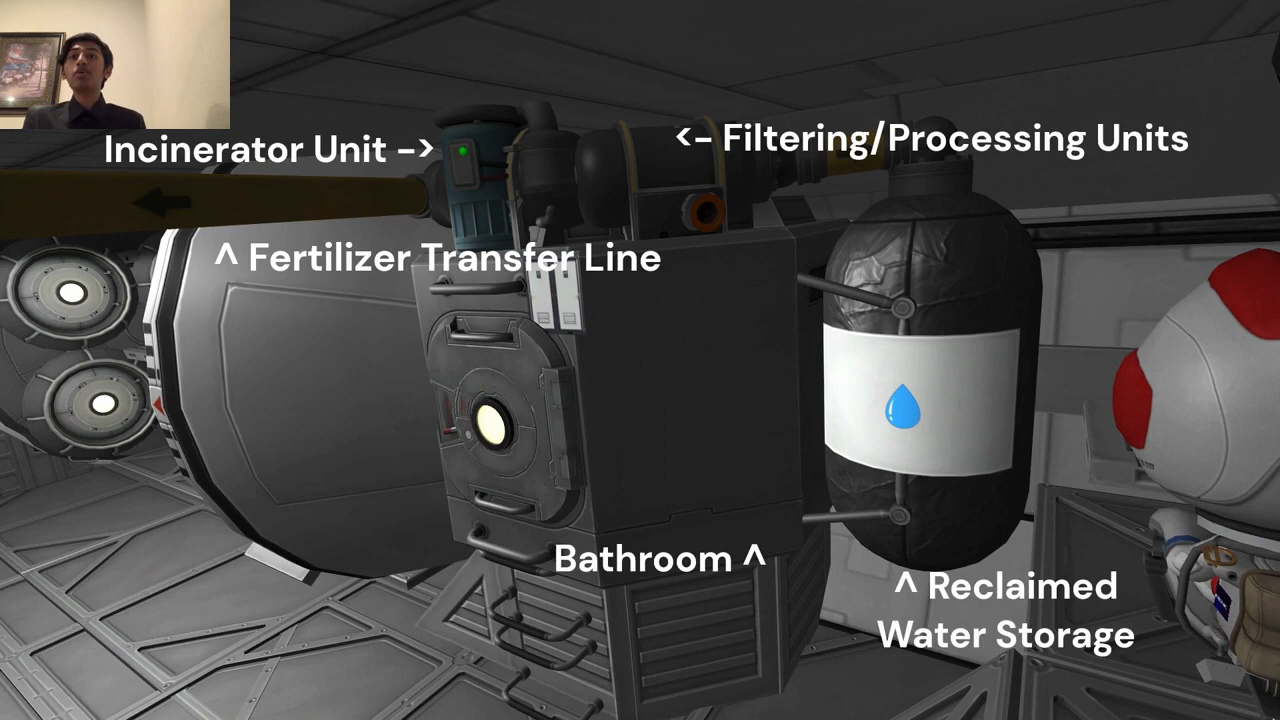 Incinerator Unit –>
<– Filtering/Processing Units
^ Fertilizer Transfer Line
Bathroom ^
^ Reclaimed
Water Storage